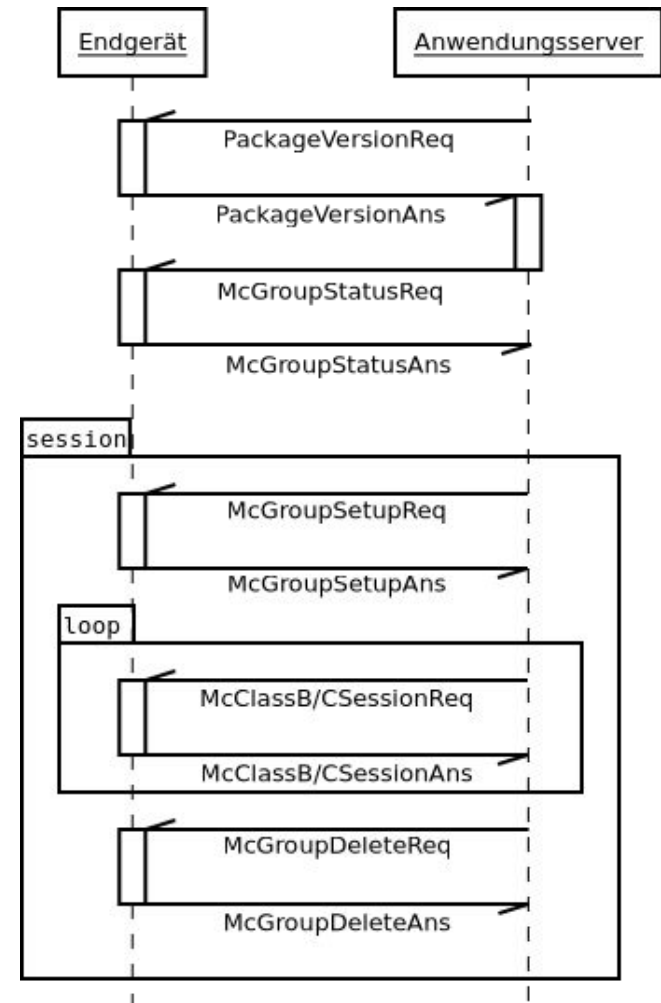 Endgerät
Anwendungsserver
PackageVersionReq
PackageVersionAns
McGroupStatusReq
McGroupStatusAns
session
McGroupSetupReq
McGroupSetupAns
loop
McClassB/CSessionReq
McClassB/CSessionAns
McGroupDeleteReq
McGroupDeleteAns